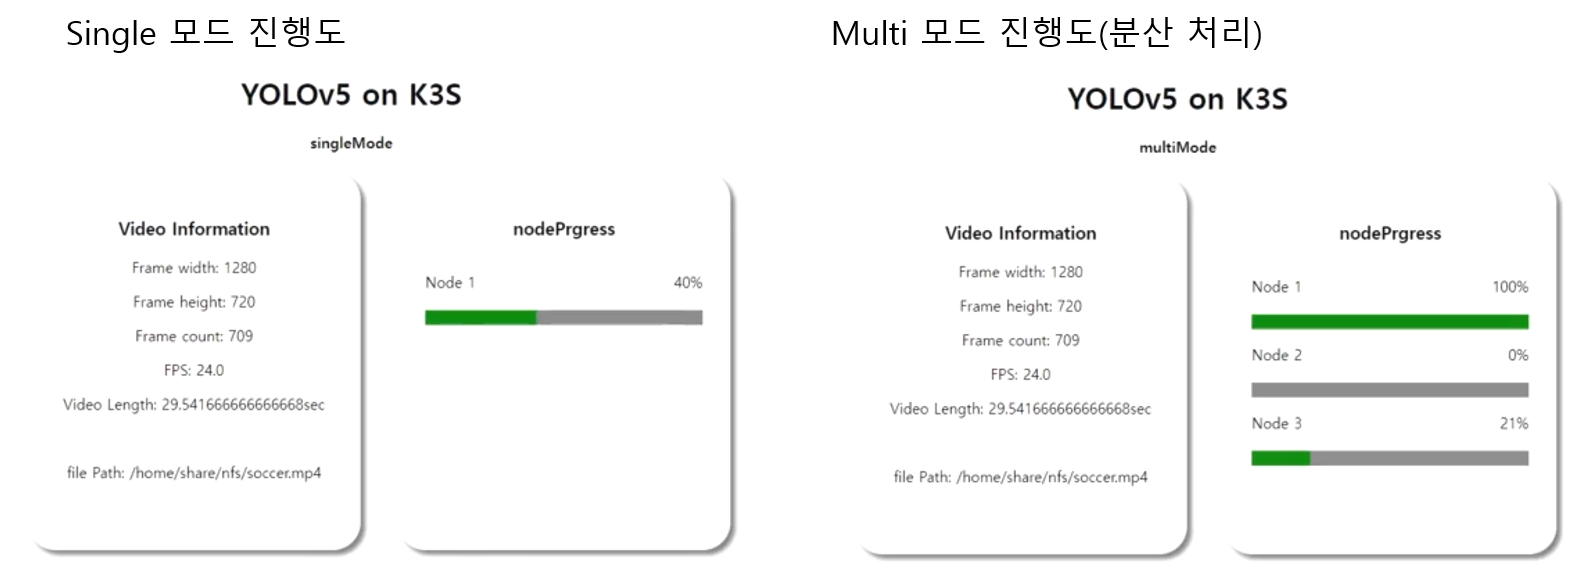 Single 모드 진행도
YOLOv5 on K3S
singleMode
Video Information
Frame width: 1280
Frame height: 720
Frame count: 709
FPS: 24.0
Video Length: 29.541666666666668sec
file Path: /home/share/nfs/soccer.mp4
nodePrgress
Node 1 40%
Multi 모드 진행도(분산 처리)
YOLOv5 on K3S
multiMode
Video Information
Frame width: 1280
Frame height: 720
Frame count: 709
FPS: 24.0
Video Length: 29.541666666666668sec
file Path: /home/share/nfs/soccer.mp4
nodePrgress
Node 1 100%
Node 2 0%
Node 3 21%